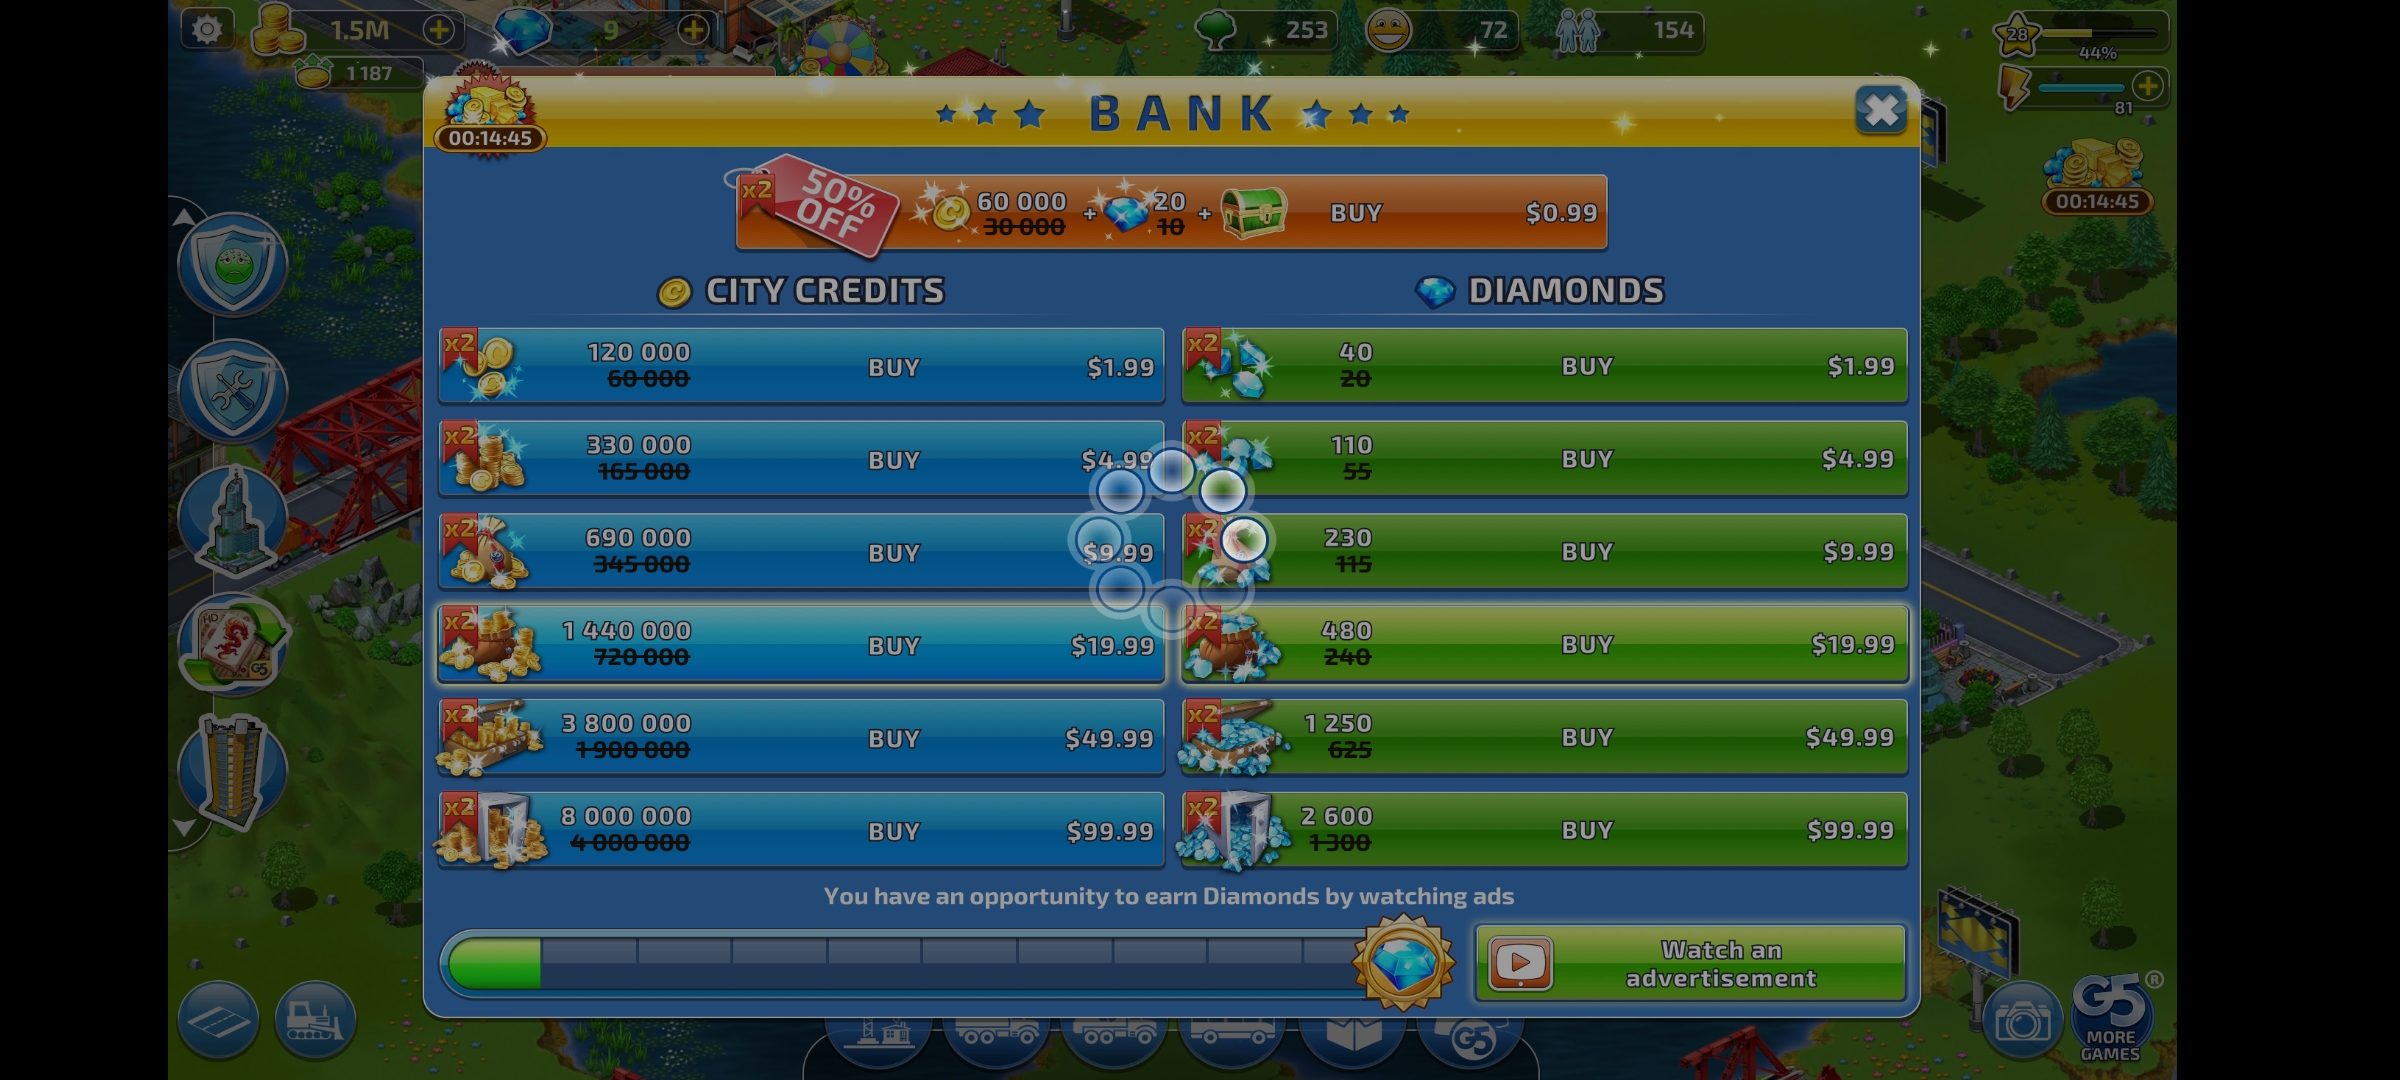 1.5M
9
253
72
154
28
44%
1 187
81
00:14:45
BANK
00:14:45
x2
50% OFF
60 000
30 000
+
20
10
+
BUY
$0.99
CITY CREDITS
DIAMONDS
x2
120 000
60 000
BUY
$1.99
x2
40
20
BUY
$1.99
x2
330 000
165 000
BUY
$4.99
x2
110
55
BUY
$4.99
x2
690 000
345 000
BUY
$9.99
x2
230
115
BUY
$9.99
x2
1 440 000
720 000
BUY
$19.99
x2
480
240
BUY
$19.99
x2
3 800 000
1 900 000
BUY
$49.99
x2
1 250
625
BUY
$49.99
x2
8 000 000
4 000 000
BUY
$99.99
x2
2 600
1 300
BUY
$99.99
AD
G5
You have an opportunity to earn Diamonds by watching ads
Watch an
advertisement
G5
G5®
MORE
GAMES